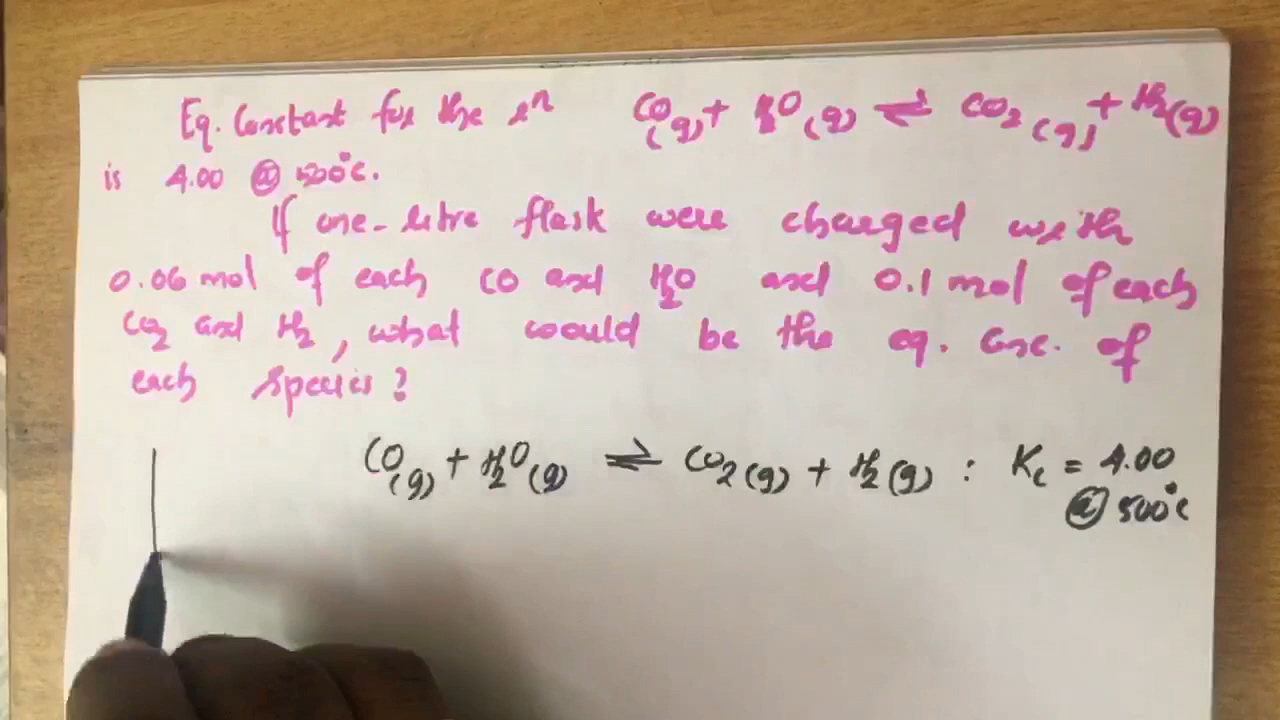 Eq. Constant for the rⁿ CO(g) + H₂O(g) ⇌ CO₂(g) + H₂(g)
is 4.00 @ 500°C.
If one-litre flask were charged with
0.06 mol of each CO and H₂O and 0.1 mol of each
CO₂ and H₂, what would be the eq. Conc. of
each species?
CO(g) + H₂O(g) ⇌ CO₂(g) + H₂(g) : Kc = 4.00
@ 500°C